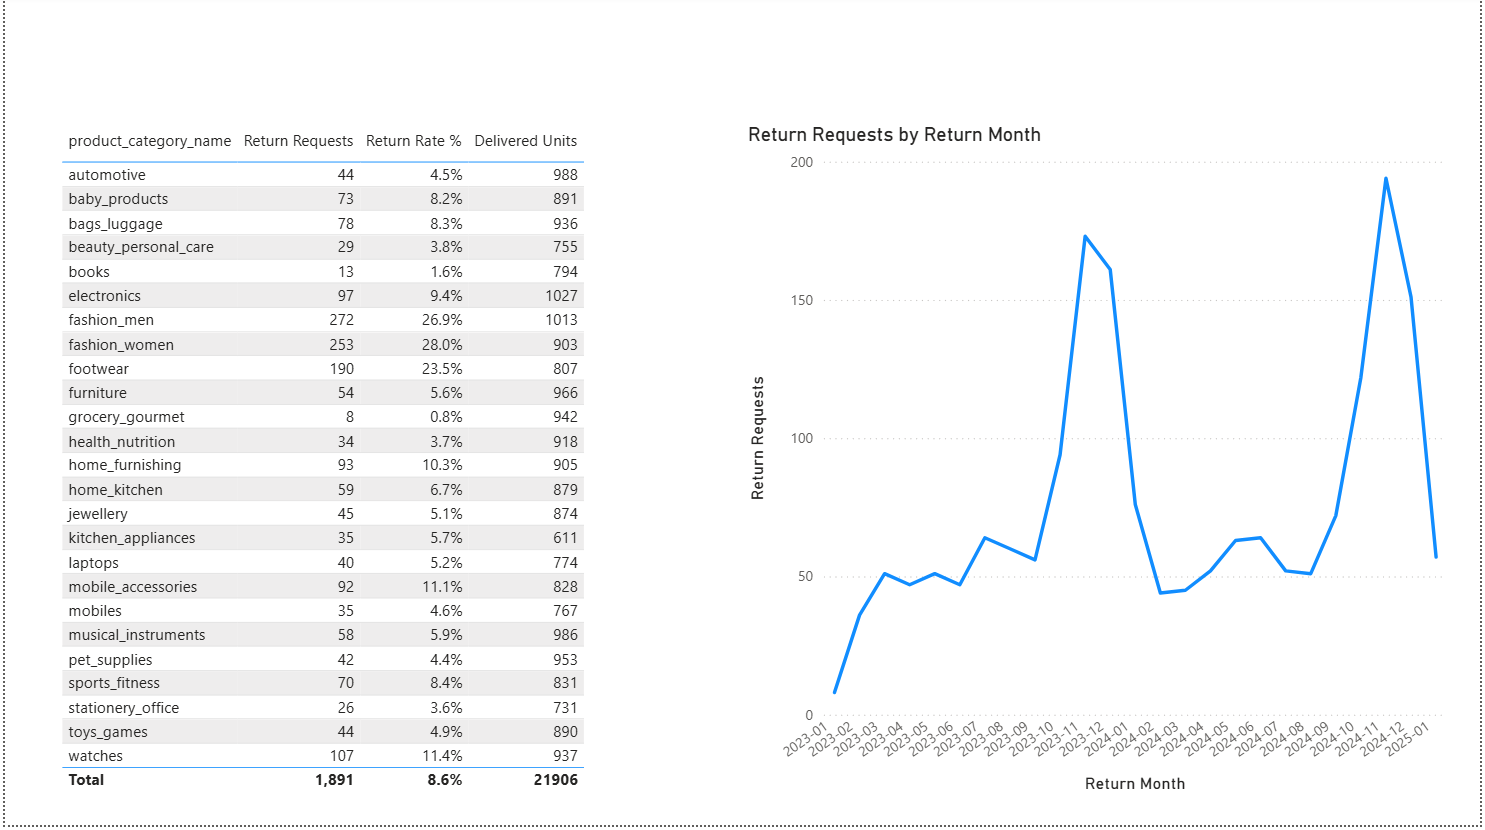 product_category_name Return Requests Return Rate % Delivered Units
automotive 44 4.5% 988
baby_products 73 8.2% 891
bags_luggage 78 8.3% 936
beauty_personal_care 29 3.8% 755
books 13 1.6% 794
electronics 97 9.4% 1027
fashion_men 272 26.9% 1013
fashion_women 253 28.0% 903
footwear 190 23.5% 807
furniture 54 5.6% 966
grocery_gourmet 8 0.8% 942
health_nutrition 34 3.7% 918
home_furnishing 93 10.3% 905
home_kitchen 59 6.7% 879
jewellery 45 5.1% 874
kitchen_appliances 35 5.7% 611
laptops 40 5.2% 774
mobile_accessories 92 11.1% 828
mobiles 35 4.6% 767
musical_instruments 58 5.9% 986
pet_supplies 42 4.4% 953
sports_fitness 70 8.4% 831
stationery_office 26 3.6% 731
toys_games 44 4.9% 890
watches 107 11.4% 937
Total 1,891 8.6% 21906
Return Requests by Return Month
200
150
100
50
0
Return Requests
2023-01 2023-02 2023-03 2023-04 2023-05 2023-06 2023-07 2023-08 2023-09 2023-10 2023-11 2023-12 2024-01 2024-02 2024-03 2024-04 2024-05 2024-06 2024-07 2024-08 2024-09 2024-10 2024-11 2024-12 2025-01
Return Month